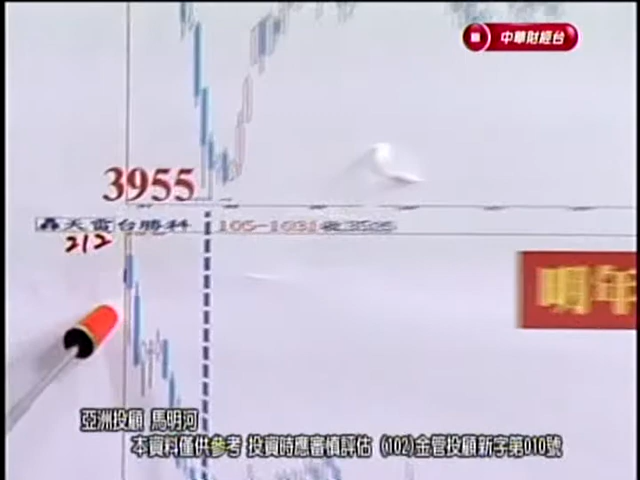 中華財經台
3955
轟天雷台勝科 105-1031
212
明年
亞洲投顧 馬明河
本資料僅供參考 投資時應審慎評估 (102)金管投顧新字第010號